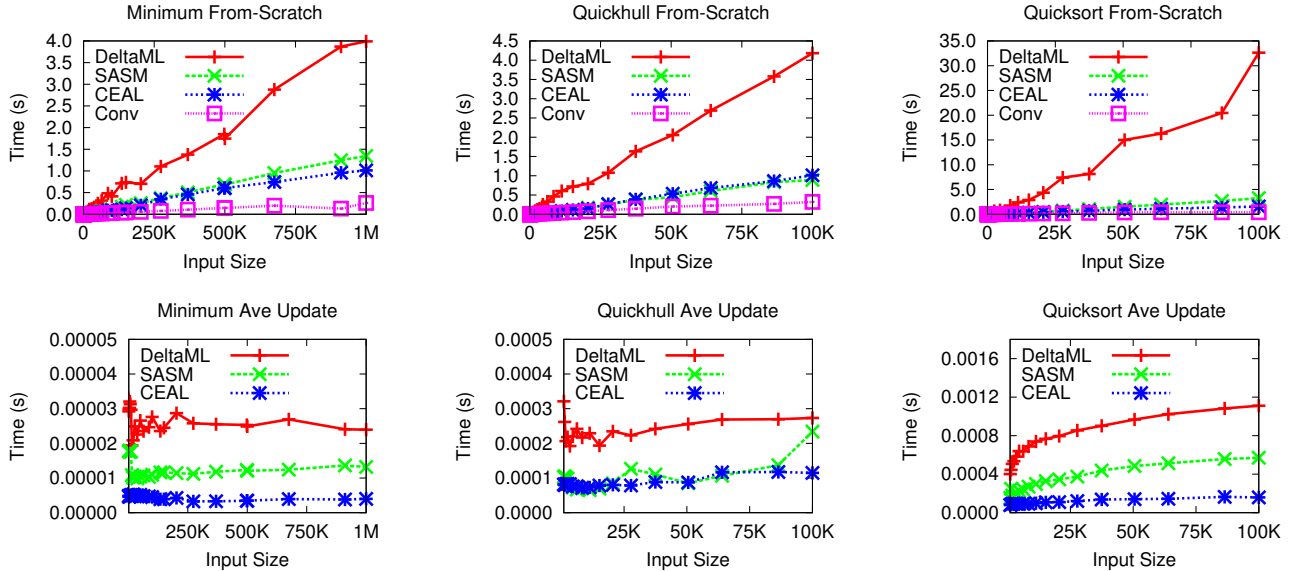 Minimum From-Scratch
4.0
3.5
3.0
2.5
2.0
1.5
1.0
0.5
0.0
Time (s)
DeltaML
SASM
CEAL
Conv
0
250K
500K
750K
1M
Input Size
Quickhull From-Scratch
4.5
4.0
3.5
3.0
2.5
2.0
1.5
1.0
0.5
0.0
Time (s)
DeltaML
SASM
CEAL
Conv
0
25K
50K
75K
100K
Input Size
Quicksort From-Scratch
35.0
30.0
25.0
20.0
15.0
10.0
5.0
0.0
Time (s)
DeltaML
SASM
CEAL
Conv
0
25K
50K
75K
100K
Input Size
Minimum Ave Update
0.00005
0.00004
0.00003
0.00002
0.00001
0.00000
Time (s)
DeltaML
SASM
CEAL
250K
500K
750K
1M
Input Size
Quickhull Ave Update
0.00005
0.00004
0.00003
0.00002
0.00001
0.00000
Time (s)
DeltaML
SASM
CEAL
25K
50K
75K
100K
Input Size
Quicksort Ave Update
0.0016
0.0012
0.0008
0.0004
0.0000
Time (s)
DeltaML
SASM
CEAL
25K
50K
75K
100K
Input Size